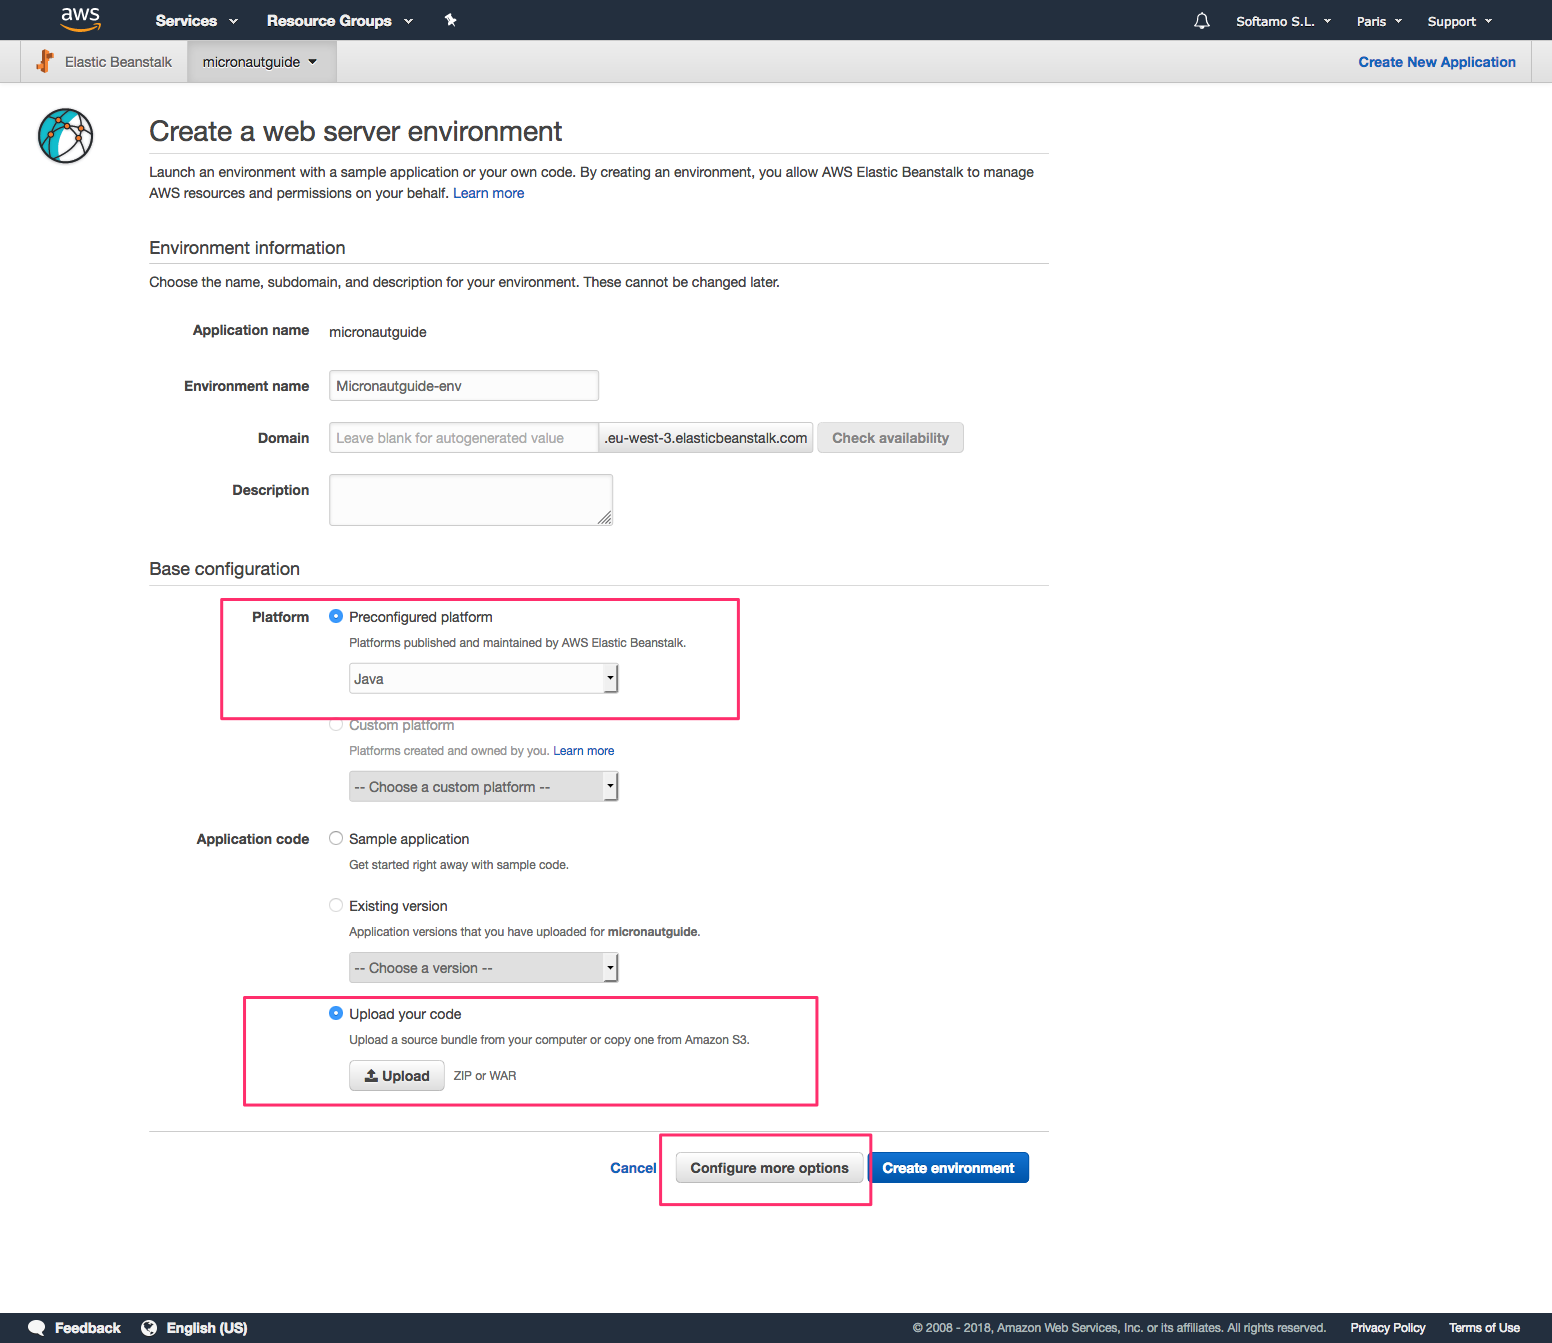 aws Services Resource Groups Softamo S.L. Paris Support
Elastic Beanstalk micronautguide Create New Application
Create a web server environment
Launch an environment with a sample application or your own code. By creating an environment, you allow AWS Elastic Beanstalk to manage
AWS resources and permissions on your behalf. Learn more
Environment information
Choose the name, subdomain, and description for your environment. These cannot be changed later.
Application name micronautguide
Environment name Micronautguide-env
Domain Leave blank for autogenerated value .eu-west-3.elasticbeanstalk.com Check availability
Description
Base configuration
Platform Preconfigured platform
Platforms published and maintained by AWS Elastic Beanstalk.
Java
Custom platform
Platforms created and owned by you. Learn more
-- Choose a custom platform --
Application code Sample application
Get started right away with sample code.
Existing version
Application versions that you have uploaded for micronautguide.
-- Choose a version --
Upload your code
Upload a source bundle from your computer or copy one from Amazon S3.
Upload ZIP or WAR
Cancel Configure more options Create environment
Feedback English (US) © 2008 - 2018, Amazon Web Services, Inc. or its affiliates. All rights reserved. Privacy Policy Terms of Use